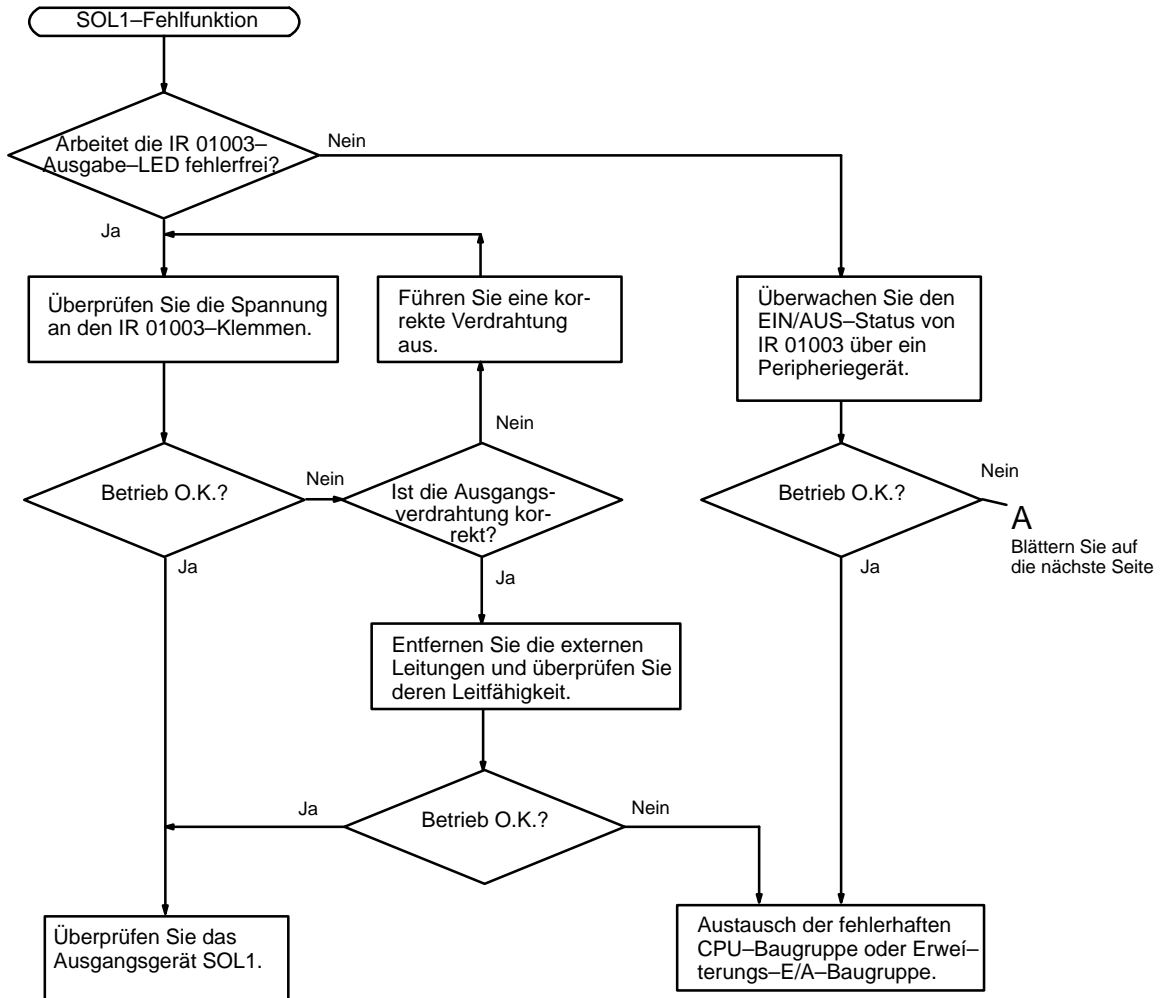 SOL1–Fehlfunktion
Arbeitet die IR 01003–
Ausgabe–LED fehlerfrei?
Nein
Ja
Überprüfen Sie die Spannung
an den IR 01003–Klemmen.
Führen Sie eine kor-
rekte Verdrahtung
aus.
Überwachen Sie den
EIN/AUS–Status von
IR 01003 über ein
Peripheriegerät.
Nein
Betrieb O.K.?
Nein
Ist die Ausgangs-
verdrahtung kor-
rekt?
Betrieb O.K.?
Nein
A
Blättern Sie auf
die nächste Seite
Ja
Ja
Ja
Entfernen Sie die externen
Leitungen und überprüfen Sie
deren Leitfähigkeit.
Ja
Betrieb O.K.?
Nein
Überprüfen Sie das
Ausgangsgerät SOL1.
Austausch der fehlerhaften
CPU–Baugruppe oder Erweí–
terungs–E/A–Baugruppe.